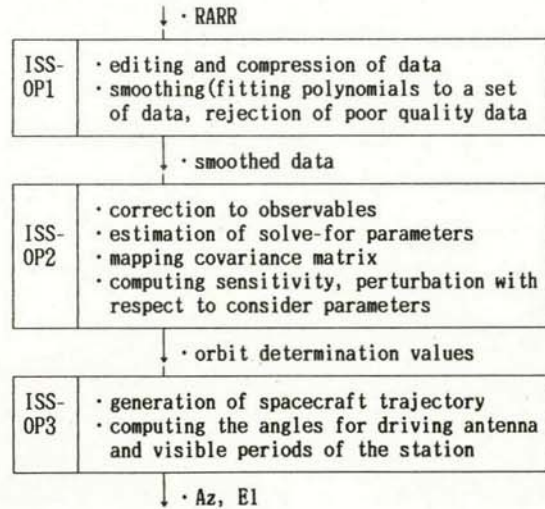 · RARR
ISS-
OP1
· editing and compression of data
· smoothing(fitting polynomials to a set
of data, rejection of poor quality data
· smoothed data
ISS-
OP2
· correction to observables
· estimation of solve-for parameters
· mapping covariance matrix
· computing sensitivity, perturbation with
respect to consider parameters
· orbit determination values
ISS-
OP3
· generation of spacecraft trajectory
· computing the angles for driving antenna
and visible periods of the station
· Az, El